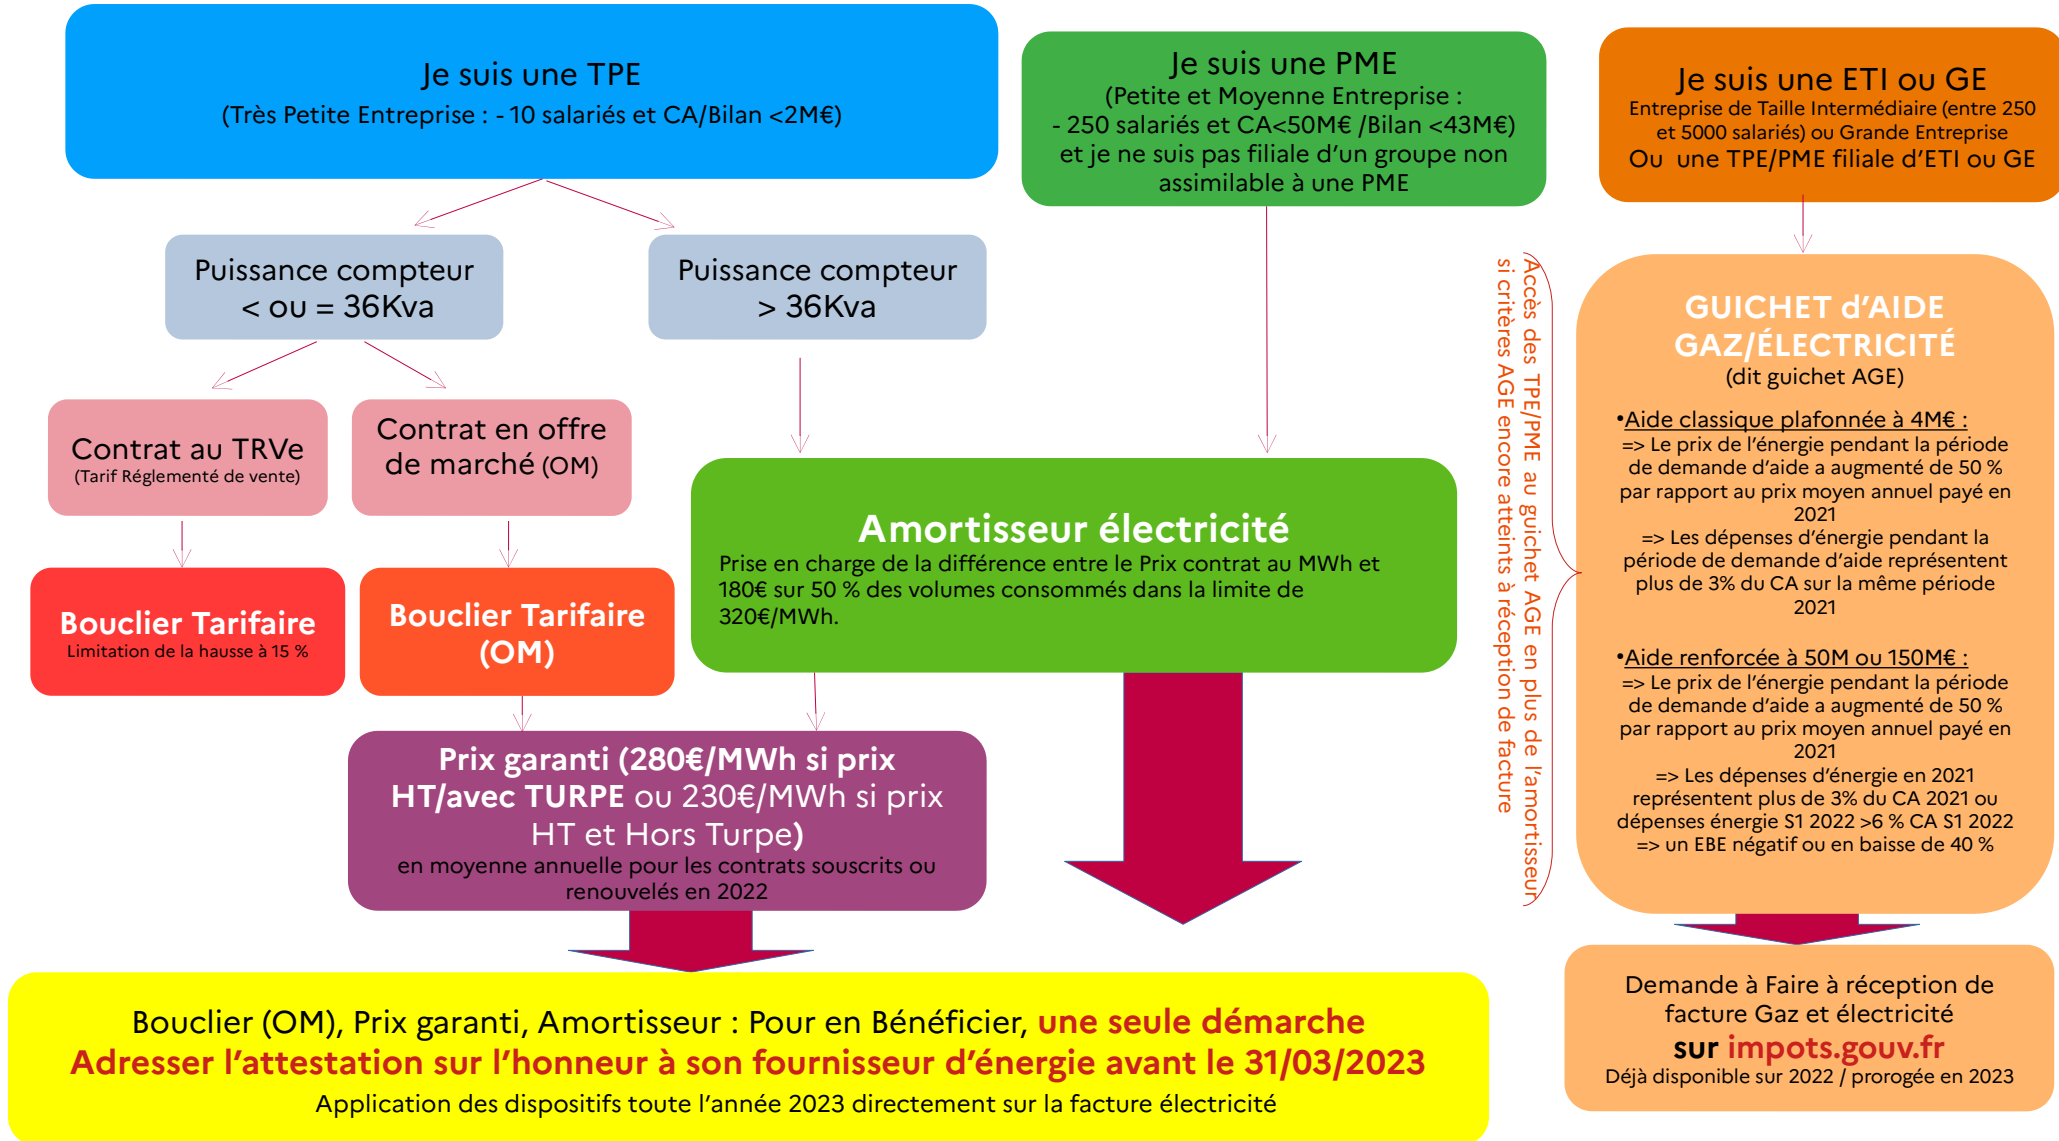 Je suis une TPE
(Très Petite Entreprise : - 10 salariés et CA/Bilan <2M€)
Je suis une PME
(Petite et Moyenne Entreprise :
- 250 salariés et CA<50M€ /Bilan <43M€)
et je ne suis pas filiale d'un groupe non
assimilable à une PME
Je suis une ETI ou GE
Entreprise de Taille Intermédiaire (entre 250
et 5000 salariés) ou Grande Entreprise
Ou une TPE/PME filiale d'ETI ou GE
Puissance compteur
< ou = 36Kva
Puissance compteur
> 36Kva
Contrat au TRVe
(Tarif Réglementé de vente)
Contrat en offre
de marché (OM)
Bouclier Tarifaire
Limitation de la hausse à 15 %
Bouclier Tarifaire
(OM)
Amortisseur électricité
Prise en charge de la différence entre le Prix contrat au MWh et
180€ sur 50 % des volumes consommés dans la limite de
320€/MWh.
Prix garanti (280€/MWh si prix
HT/avec TURPE ou 230€/MWh si prix
HT et Hors Turpe)
en moyenne annuelle pour les contrats souscrits ou
renouvelés en 2022
Accès des TPE/PME au guichet AGE en plus de l'amortisseur
si critères AGE encore atteints à réception de facture
GUICHET d'AIDE
GAZ/ÉLECTRICITÉ
(dit guichet AGE)
•Aide classique plafonnée à 4M€ :
=> Le prix de l'énergie pendant la période
de demande d'aide a augmenté de 50 %
par rapport au prix moyen annuel payé en
2021
=> Les dépenses d'énergie pendant la
période de demande d'aide représentent
plus de 3% du CA sur la même période
2021
•Aide renforcée à 50M ou 150M€ :
=> Le prix de l'énergie pendant la période
de demande d'aide a augmenté de 50 %
par rapport au prix moyen annuel payé en
2021
=> Les dépenses d'énergie en 2021
représentent plus de 3% du CA 2021 ou
dépenses énergie S1 2022 >6 % CA S1 2022
=> un EBE négatif ou en baisse de 40 %
Bouclier (OM), Prix garanti, Amortisseur : Pour en Bénéficier, une seule démarche
Adresser l'attestation sur l'honneur à son fournisseur d'énergie avant le 31/03/2023
Application des dispositifs toute l'année 2023 directement sur la facture électricité
Demande à Faire à réception de
facture Gaz et électricité
sur impots.gouv.fr
Déjà disponible sur 2022 / prorogée en 2023